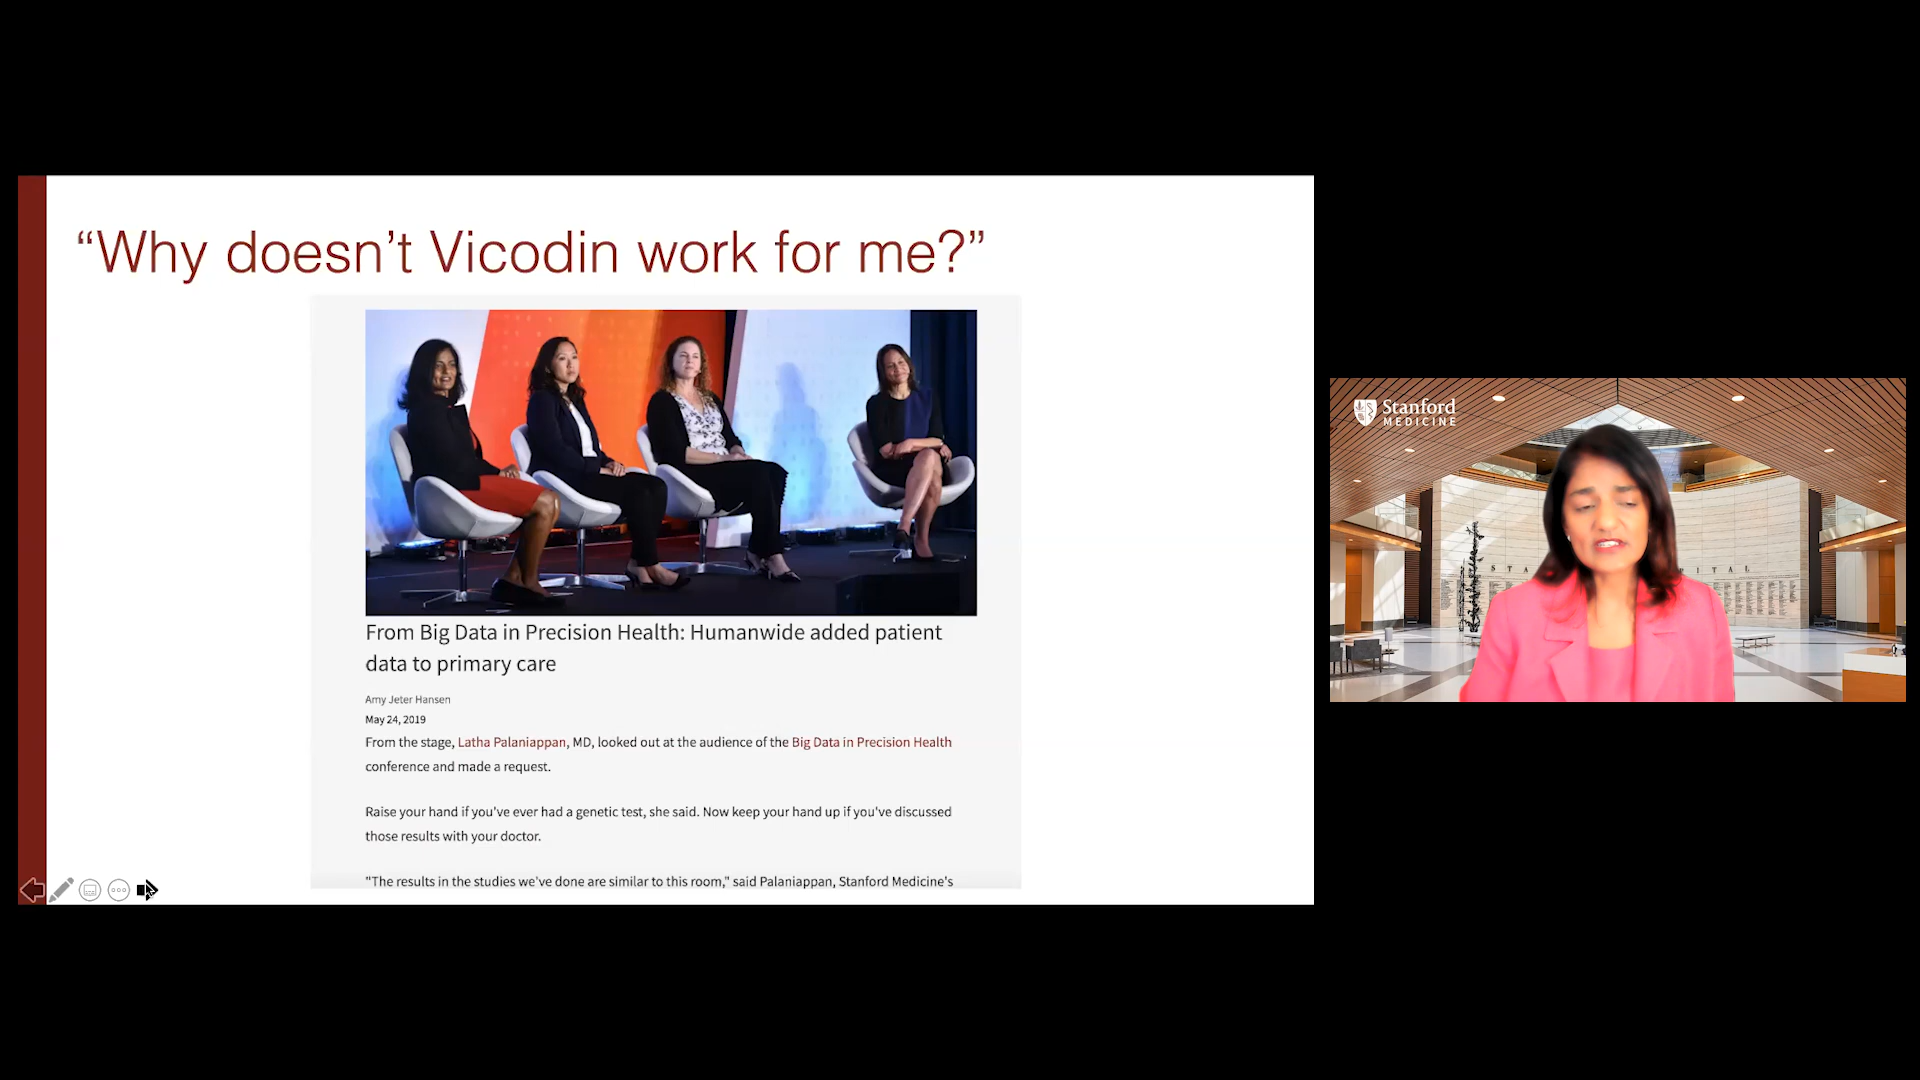 “Why doesn’t Vicodin work for me?”
From Big Data in Precision Health: Humanwide added patient
data to primary care
Amy Jeter Hansen
May 24, 2019
From the stage, Latha Palaniappan, MD, looked out at the audience of the Big Data in Precision Health
conference and made a request.
Raise your hand if you've ever had a genetic test, she said. Now keep your hand up if you've discussed
those results with your doctor.
"The results in the studies we've done are similar to this room," said Palaniappan, Stanford Medicine's
Stanford
MEDICINE